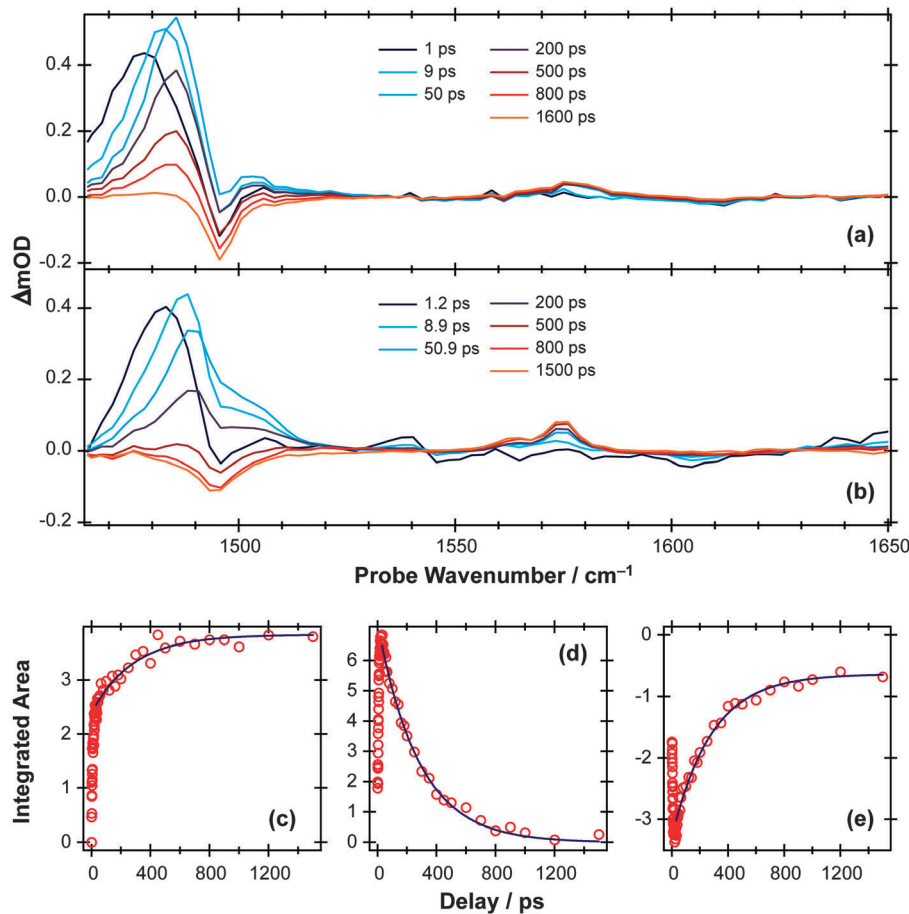 0.4
0.2
0.0
-0.2
1 ps
9 ps
50 ps
200 ps
500 ps
800 ps
1600 ps
(a)
ΔmOD
0.4
0.2
0.0
-0.2
1.2 ps
8.9 ps
50.9 ps
200 ps
500 ps
800 ps
1500 ps
(b)
1500
1550
1600
1650
Probe Wavenumber / cm⁻¹
Integrated Area
3
2
1
0
(c)
0
400
800
1200
6
5
4
3
2
1
0
(d)
0
400
800
1200
0
-1
-2
-3
(e)
0
400
800
1200
Delay / ps